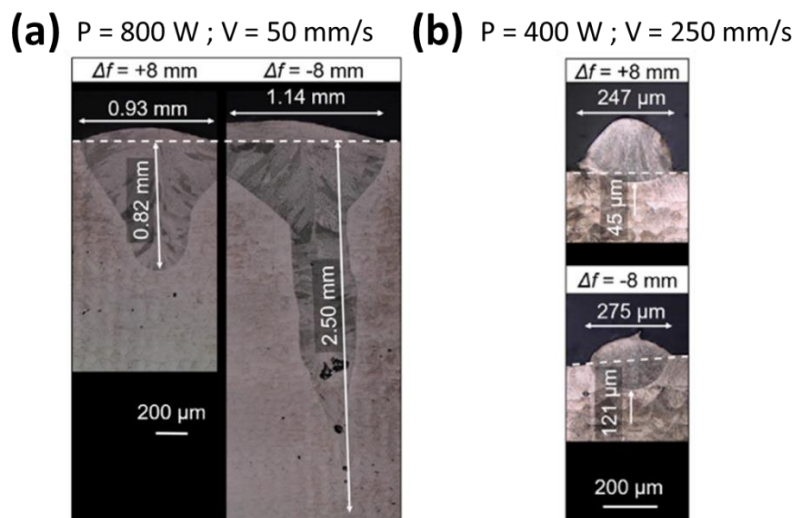 (a) P = 800 W ; V = 50 mm/s
Δf = +8 mm
Δf = -8 mm
0.93 mm
1.14 mm
0.82 mm
2.50 mm
200 μm
(b) P = 400 W ; V = 250 mm/s
Δf = +8 mm
247 μm
45 μm
Δf = -8 mm
275 μm
121 μm
200 μm